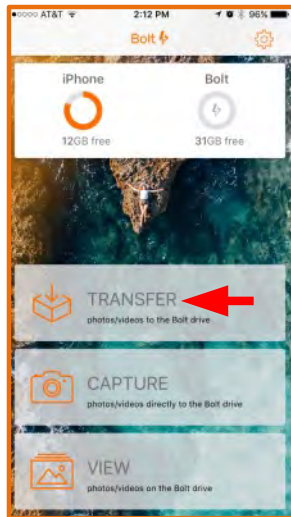 AT&T 2:12 PM 96%
Bolt
iPhone Bolt
12GB free 31GB free
TRANSFER
photos/videos to the Bolt drive
CAPTURE
photos/videos directly to the Bolt drive
VIEW
photos/videos on the Bolt drive